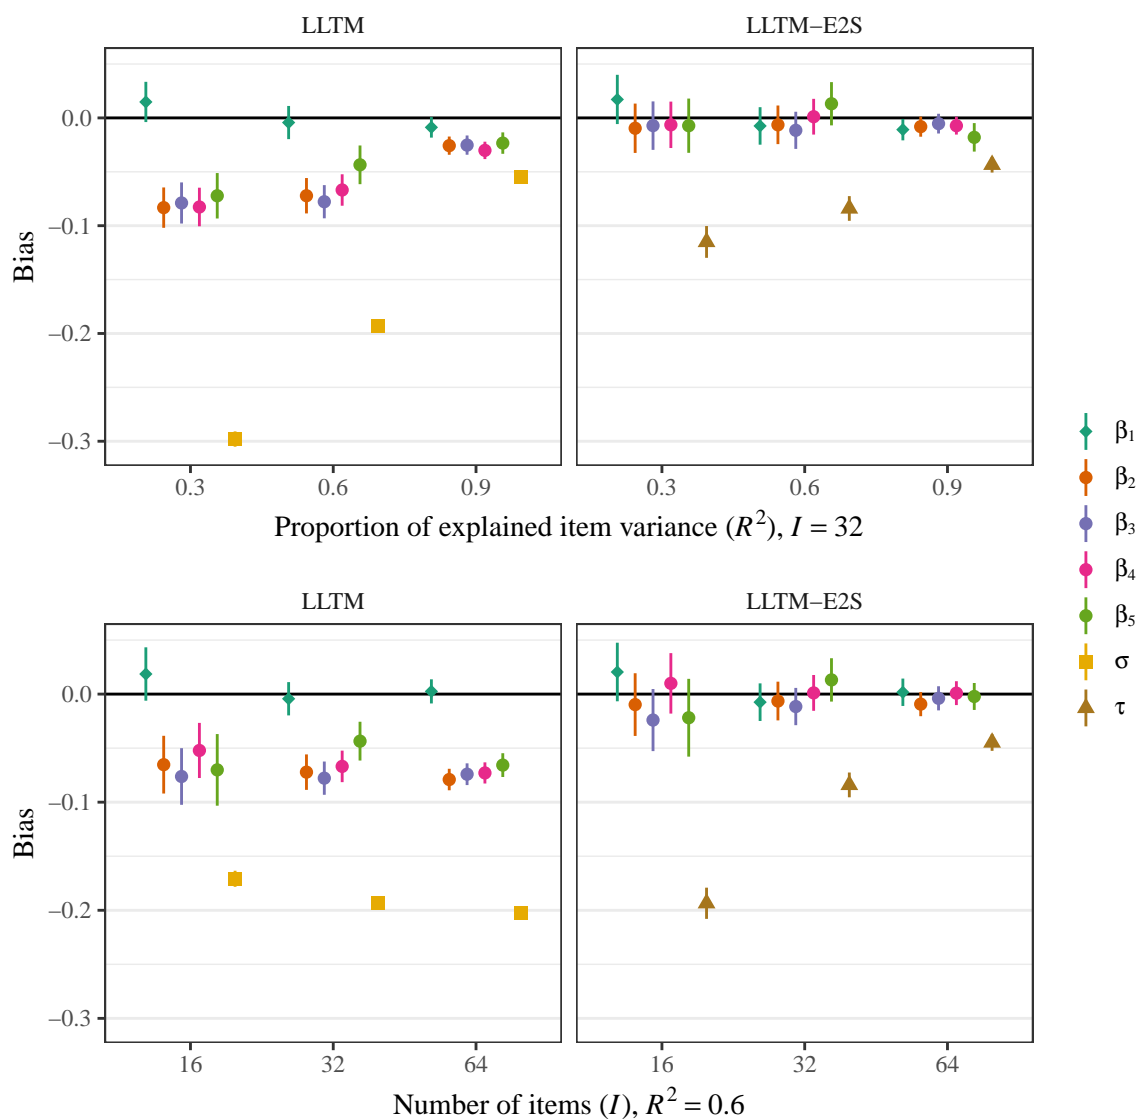 LLTM
LLTM−E2S
Bias
0.0
−0.1
−0.2
−0.3
0.3
0.6
0.9
0.3
0.6
0.9
Proportion of explained item variance (R²), I = 32
LLTM
LLTM−E2S
Bias
0.0
−0.1
−0.2
−0.3
16
32
64
16
32
64
Number of items (I), R² = 0.6
β₁
β₂
β₃
β₄
β₅
σ
τ